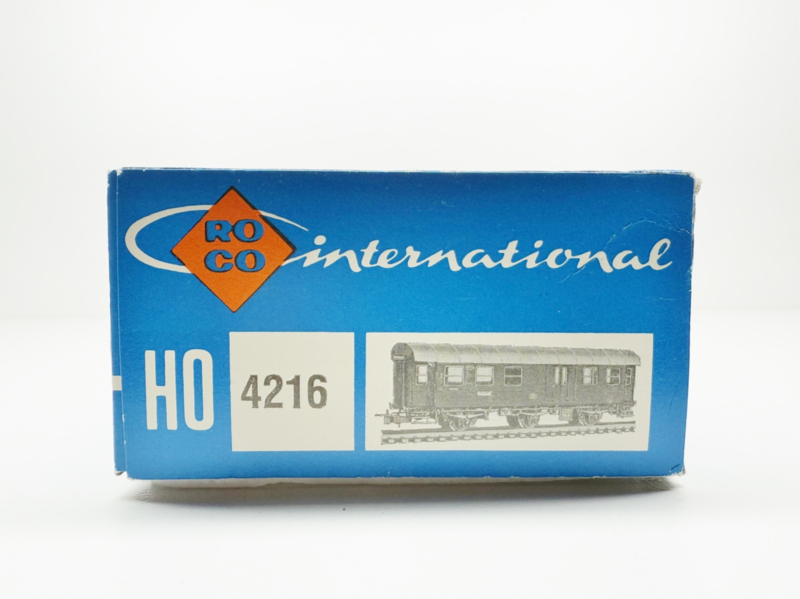 RO
CO
international
HO
4216